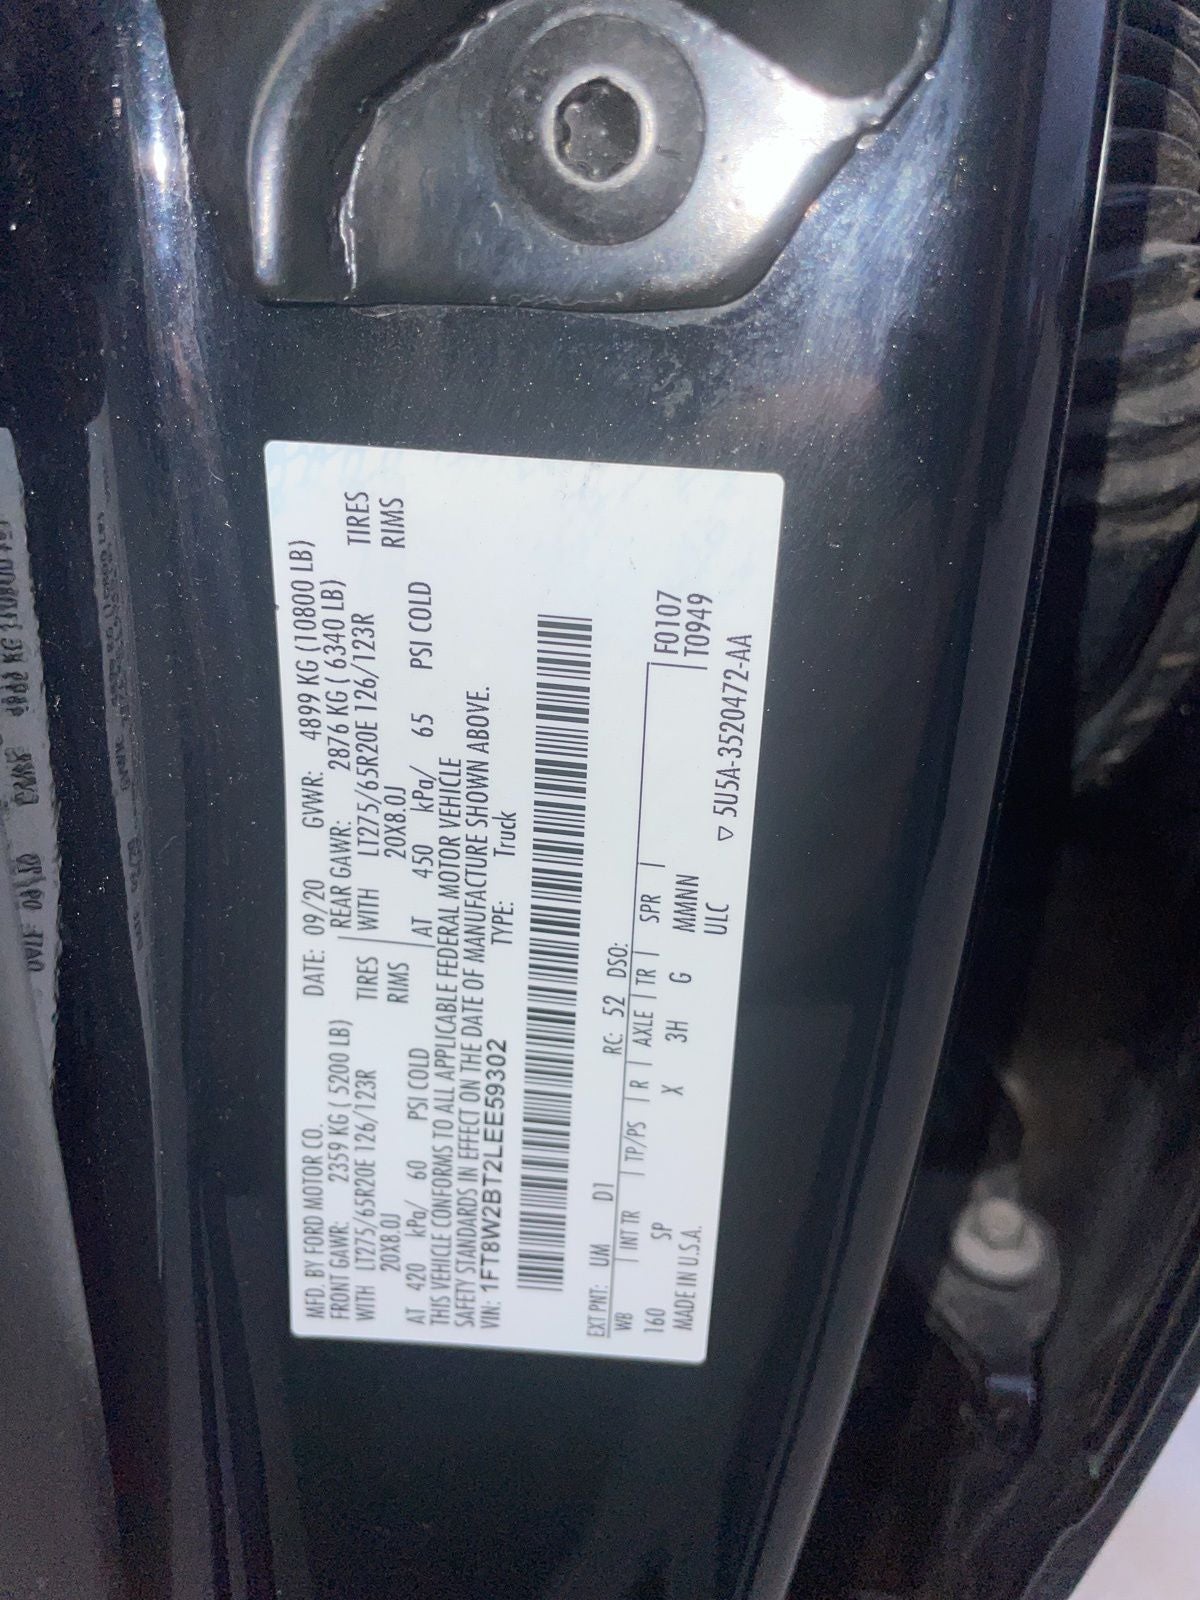 MFD. BY FORD MOTOR CO. DATE: 09/20 GVWR: 4899 KG (10800 LB)
FRONT GAWR: 2359 KG ( 5200 LB) REAR GAWR: 2876 KG ( 6340 LB)
WITH LT275/65R20E 126/123R TIRES WITH LT275/65R20E 126/123R TIRES
20X8.0J RIMS 20X8.0J RIMS
AT 420 kPa/ 60 PSI COLD AT 450 kPa/ 65 PSI COLD
THIS VEHICLE CONFORMS TO ALL APPLICABLE FEDERAL MOTOR VEHICLE
SAFETY STANDARDS IN EFFECT ON THE DATE OF MANUFACTURE SHOWN ABOVE.
VIN: 1FT8W2BT2LEE59302 TYPE: Truck
EXT PNT: UM D1 RC: 52 DSO:
WB INT TR TP/PS R AXLE TR SPR F0107
160 SP X 3H G MMNN T0949
MADE IN U.S.A. ULC
▽ 5U5A-3520472-AA